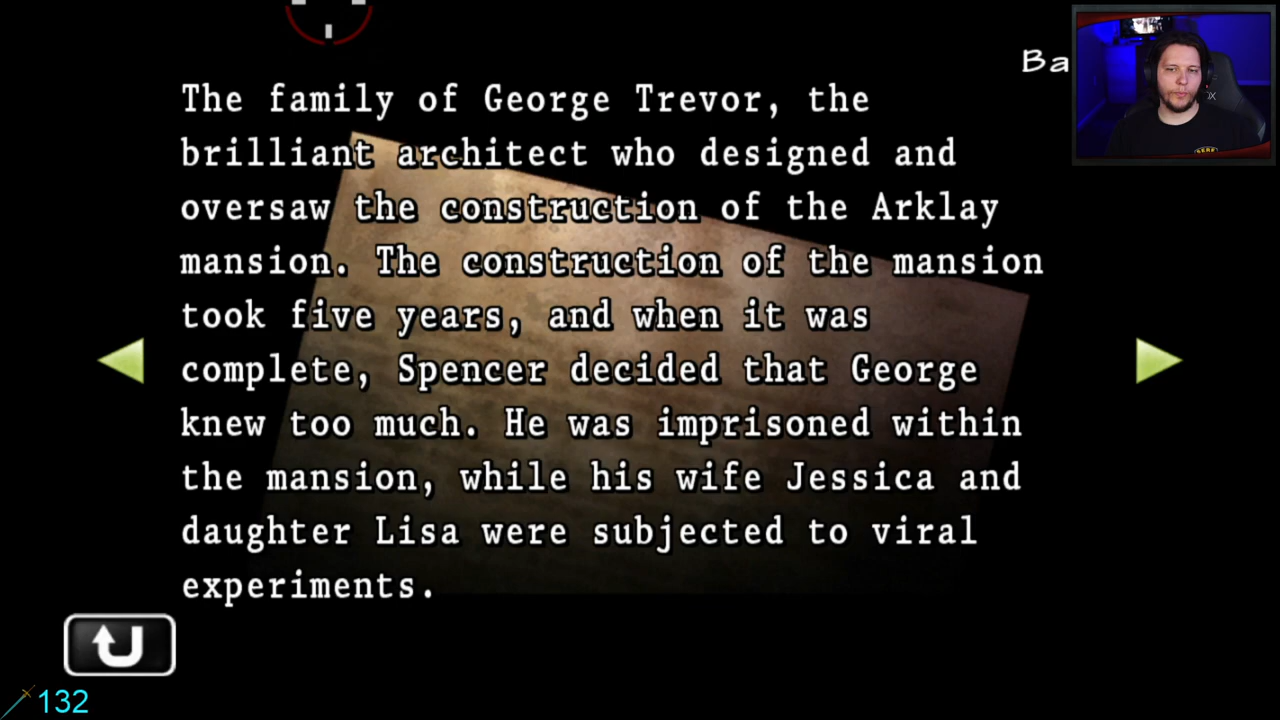 Ba
The family of George Trevor, the
brilliant architect who designed and
oversaw the construction of the Arklay
mansion. The construction of the mansion
took five years, and when it was
complete, Spencer decided that George
knew too much. He was imprisoned within
the mansion, while his wife Jessica and
daughter Lisa were subjected to viral
experiments.
132